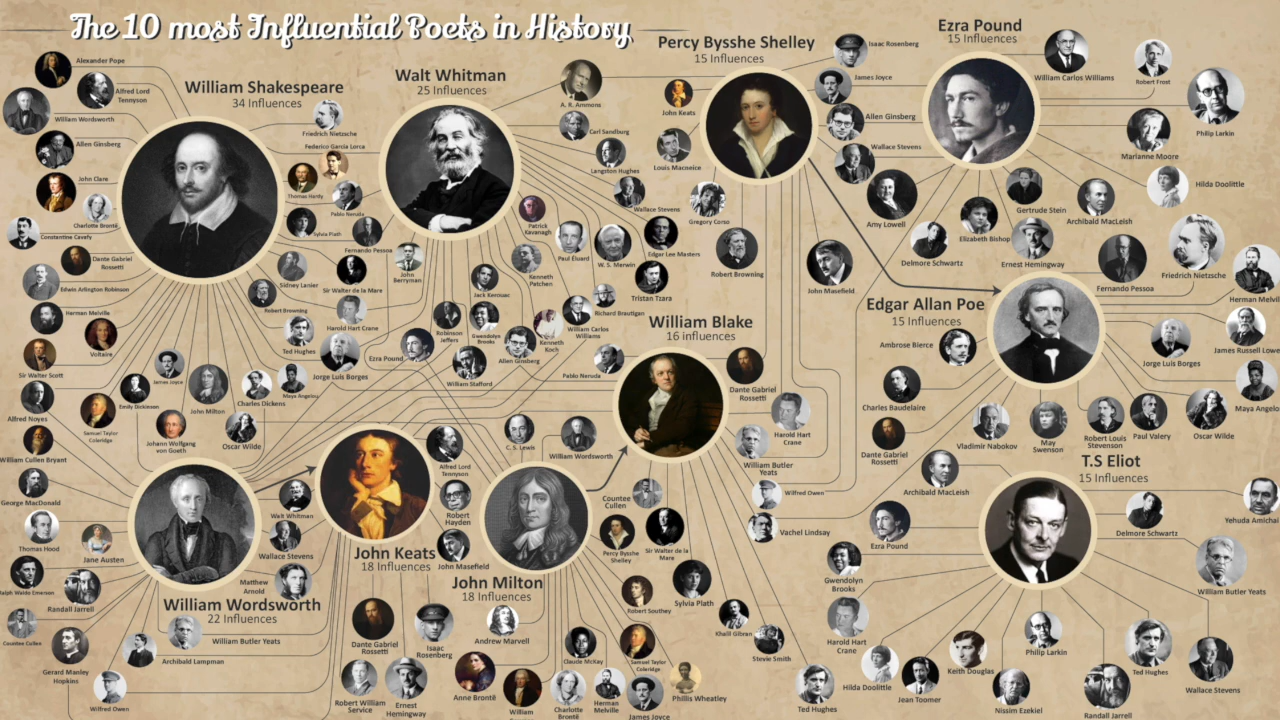 The 10 most Influential Poets in History
William Shakespeare
34 Influences
Alexander Pope
Alfred Lord
Tennyson
William Wordsworth
Allen Ginsberg
John Clare
Charlotte Brontë
Constantine Cavafy
Dante Gabriel
Rossetti
Edwin Arlington Robinson
Herman Melville
Voltaire
Sir Walter Scott
James Joyce
Emily Dickinson
John Milton
Charles Dickens
Maya Angelou
Alfred Noyes
Samuel Taylor
Coleridge
Johann Wolfgang
von Goeth
Oscar Wilde
Friedrich Nietzsche
Federico Garcia Lorca
Thomas Hardy
Pablo Neruda
Sylvia Plath
Fernando Pessoa
Sidney Lanier
Sir Walter de la Mare
Robert Browning
Harold Hart Crane
Ted Hughes
Jorge Luis Borges
Walt Whitman
25 Influences
A. R. Ammons
Carl Sandburg
Langston Hughes
Wallace Stevens
Patrick
Kavanagh
Paul Éluard
W. S. Merwin
Edgar Lee Masters
Tristan Tzara
John
Berryman
Jack Kerouac
Kenneth
Patchen
Richard Brautigan
Robinson
Jeffers
Gwendolyn
Brooks
Kenneth
Koch
William Carlos
Williams
Ezra Pound
William Stafford
Allen Ginsberg
Pablo Neruda
Percy Bysshe Shelley
15 Influences
Isaac Rosenberg
James Joyce
John Keats
Allen Ginsberg
Louis Macneice
Wallace Stevens
Gregory Corso
Robert Browning
Amy Lowell
John Masefield
Ezra Pound
15 Influences
William Carlos Williams
Robert Frost
Philip Larkin
Marianne Moore
Hilda Doolittle
Gertrude Stein
Archibald MacLeish
Elizabeth Bishop
Delmore Schwartz
Ernest Hemingway
Edgar Allan Poe
15 Influences
Fernando Pessoa
Friedrich Nietzsche
Herman Melvil
Ambrose Bierce
James Russell Lowe
Jorge Luis Borges
Charles Baudelaire
Maya Angelo
Dante Gabriel
Rossetti
Vladimir Nabokov
May
Swenson
Robert Louis
Stevenson
Paul Valery
Oscar Wilde
William Blake
16 influences
Dante Gabriel
Rossetti
Harold Hart
Crane
William Butler
Yeats
Wilfred Owen
Vachel Lindsay
C. S. Lewis
William Wordsworth
Countee
Cullen
Percy Bysshe
Shelley
Sir Walter de la
Mare
Robert Southey
Sylvia Plath
Khalil Gibran
Stevie Smith
Ted Hughes
William Wordsworth
22 Influences
William Cullen Bryant
George MacDonald
Thomas Hood
Jane Austen
Ralph Waldo Emerson
Randall Jarrell
Countee Cullen
Gerard Manley
Hopkins
Archibald Lampman
Wilfred Owen
William Butler Yeats
Matthew
Arnold
Wallace Stevens
Walt Whitman
John Keats
18 Influences
Alfred Lord
Tennyson
Robert
Hayden
John Masefield
Dante Gabriel
Rossetti
Isaac
Rosenberg
Robert William
Service
Ernest
Hemingway
John Milton
18 Influences
Andrew Marvell
Anne Brontë
William
Claude McKay
Charlotte
Brontë
Herman
Melville
Samuel Taylor
Coleridge
James Joyce
Phillis Wheatley
T.S Eliot
15 Influences
Archibald MacLeish
Ezra Pound
Delmore Schwartz
Yehuda Amichai
Gwendolyn
Brooks
William Butler Yeats
Harold Hart
Crane
Hilda Doolittle
Jean Toomer
Keith Douglas
Philip Larkin
Nissim Ezekiel
Randall Jarrell
Ted Hughes
Wallace Stevens